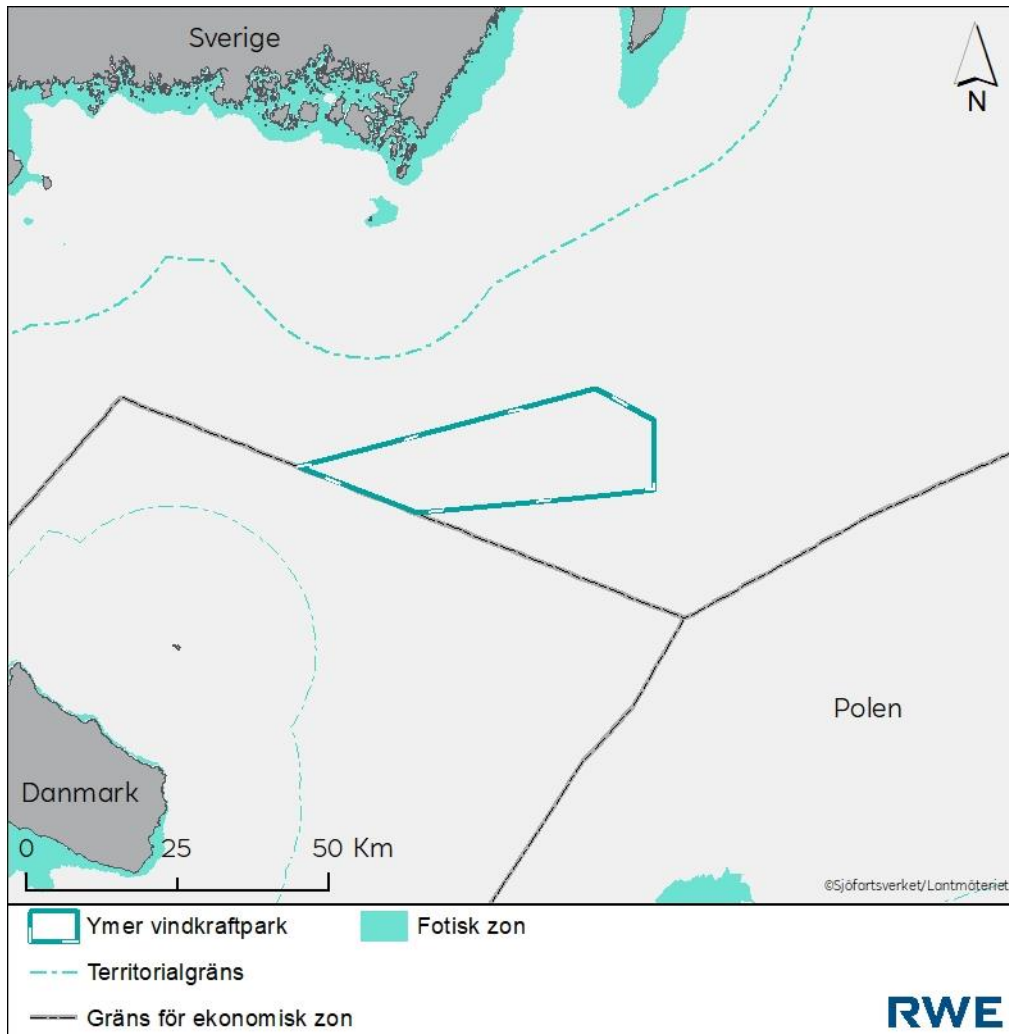 Sverige
N
Polen
Danmark
0 25 50 Km
©Sjöfartsverket/Lantmäteriet
Ymer vindkraftpark
Fotisk zon
Territorialgräns
Gräns för ekonomisk zon
RWE